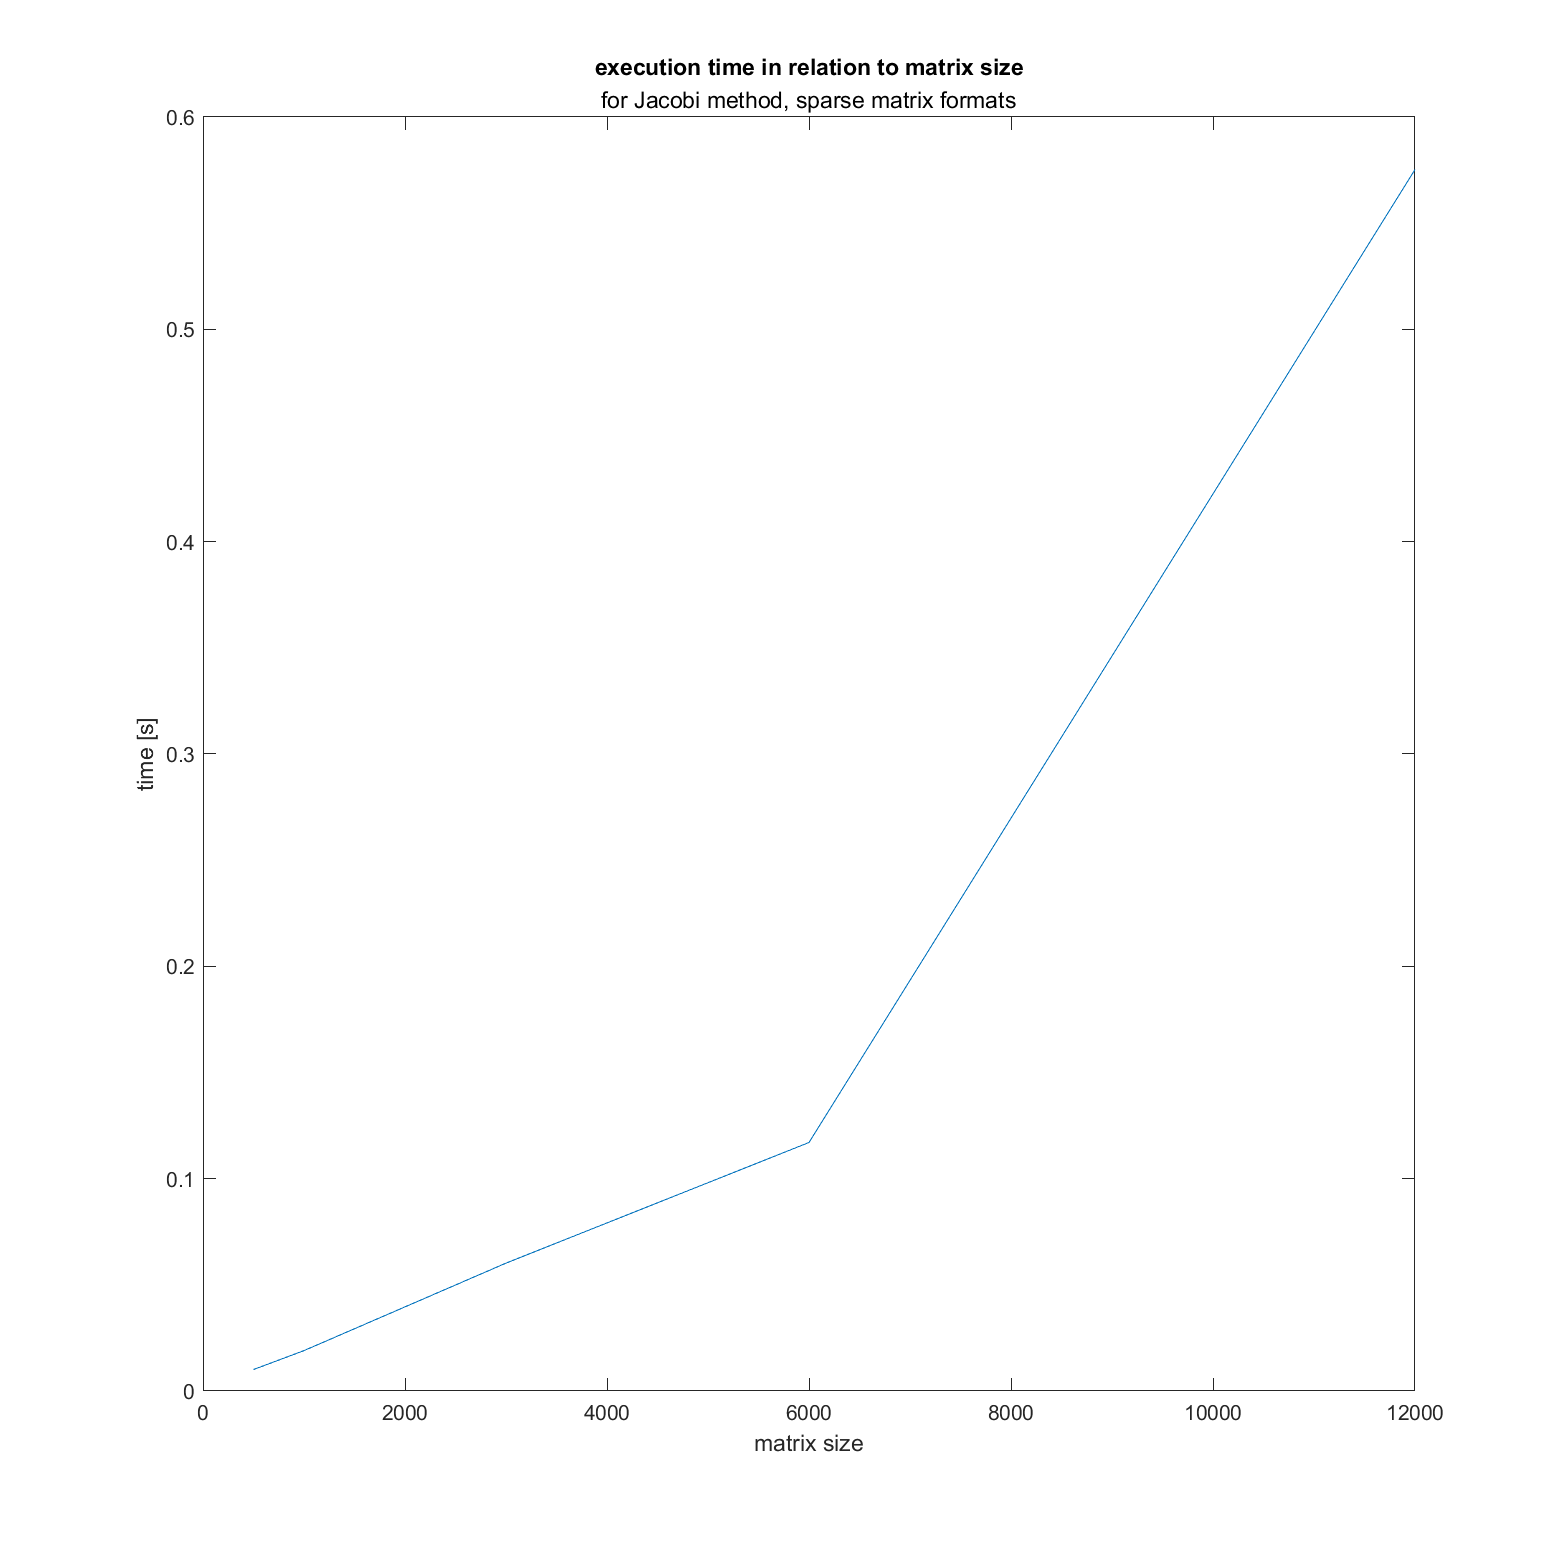 execution time in relation to matrix size
for Jacobi method, sparse matrix formats
0.6
0.5
0.4
0.3
0.2
0.1
0
time [s]
0 2000 4000 6000 8000 10000 12000
matrix size